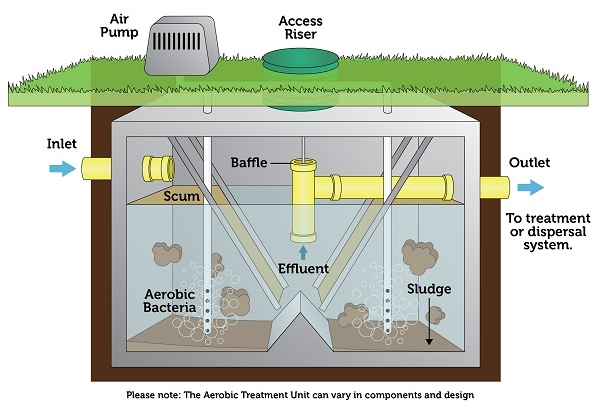 Air
Pump
Access
Riser
Inlet
Baffle
Outlet
Scum
To treatment
or dispersal
system.
Effluent
Aerobic
Bacteria
Sludge
Please note: The Aerobic Treatment Unit can vary in components and design